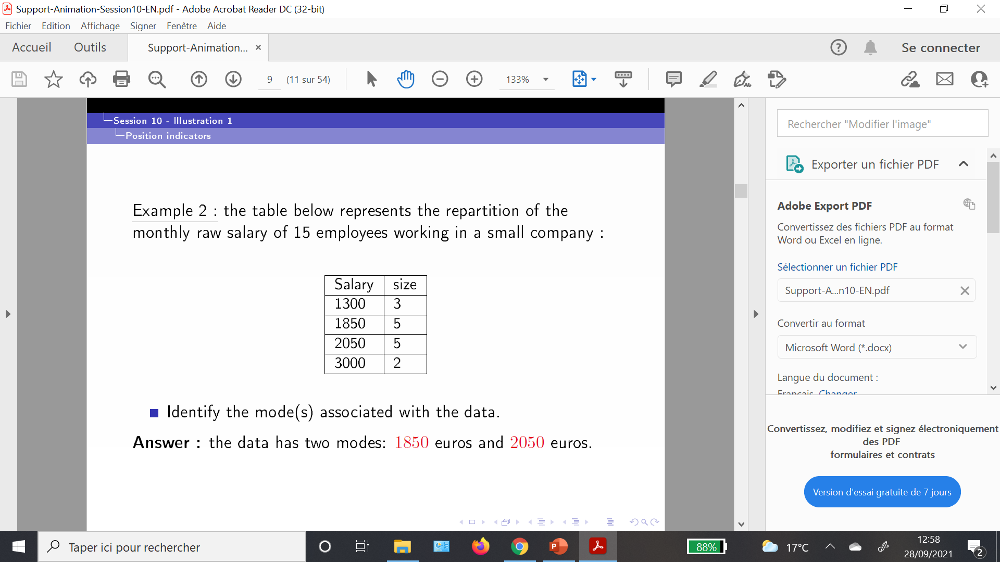 Support-Animation-Session10-EN.pdf - Adobe Acrobat Reader DC (32-bit)
Fichier Edition Affichage Signer Fenêtre Aide
Accueil Outils Support-Animation... × Se connecter
9 (11 sur 54) 133%
Session 10 - Illustration 1
Position indicators
Example 2 : the table below represents the repartition of the
monthly raw salary of 15 employees working in a small company :
Salary size
1300 3
1850 5
2050 5
3000 2
Identify the mode(s) associated with the data.
Answer : the data has two modes: 1850 euros and 2050 euros.
Rechercher "Modifier l'image"
Exporter un fichier PDF
Adobe Export PDF
Convertissez des fichiers PDF au format
Word ou Excel en ligne.
Sélectionner un fichier PDF
Support-A...n10-EN.pdf
Convertir au format
Microsoft Word (*.docx)
Langue du document :
Français Changer
Convertissez, modifiez et signez électroniquement
des PDF
formulaires et contrats
Version d'essai gratuite de 7 jours
Taper ici pour rechercher
88%
17°C
12:58
28/09/2021
2